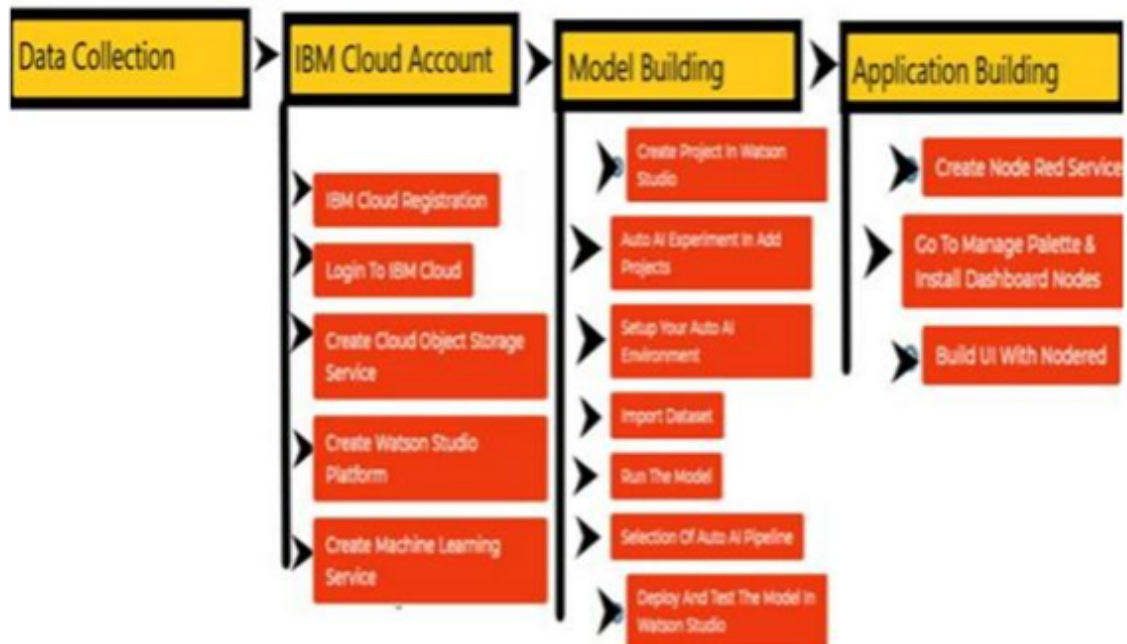 Data Collection
IBM Cloud Account
IBM Cloud Registration
Login To IBM Cloud
Create Cloud Object Storage
Service
Create Watson Studio
Platform
Create Machine Learning
Service
Model Building
Create Project In Watson
Studio
Auto AI Experiment In Add
Projects
Setup Your Auto AI
Environment
Import Dataset
Run The Model
Selection Of Auto AI Pipeline
Deploy And Test The Model In
Watson Studio
Application Building
Create Node Red Service
Go To Manage Palette &
Install Dashboard Nodes
Build UI With Nodered